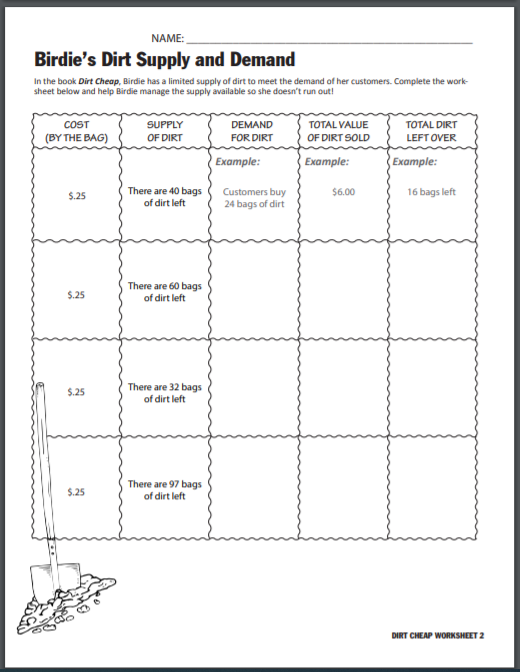 NAME:
Birdie's Dirt Supply and Demand
In the book Dirt Cheap, Birdie has a limited supply of dirt to meet the demand of her customers. Complete the work-
sheet below and help Birdie manage the supply available so she doesn't run out!
COST
(BY THE BAG)
SUPPLY
OF DIRT
DEMAND
FOR DIRT
TOTAL VALUE
OF DIRT SOLD
TOTAL DIRT
LEFT OVER
$.25
There are 40 bags
of dirt left
Example:
Customers buy
24 bags of dirt
Example:
$6.00
Example:
16 bags left
$.25
There are 60 bags
of dirt left
$.25
There are 32 bags
of dirt left
$.25
There are 97 bags
of dirt left
DIRT CHEAP WORKSHEET 2